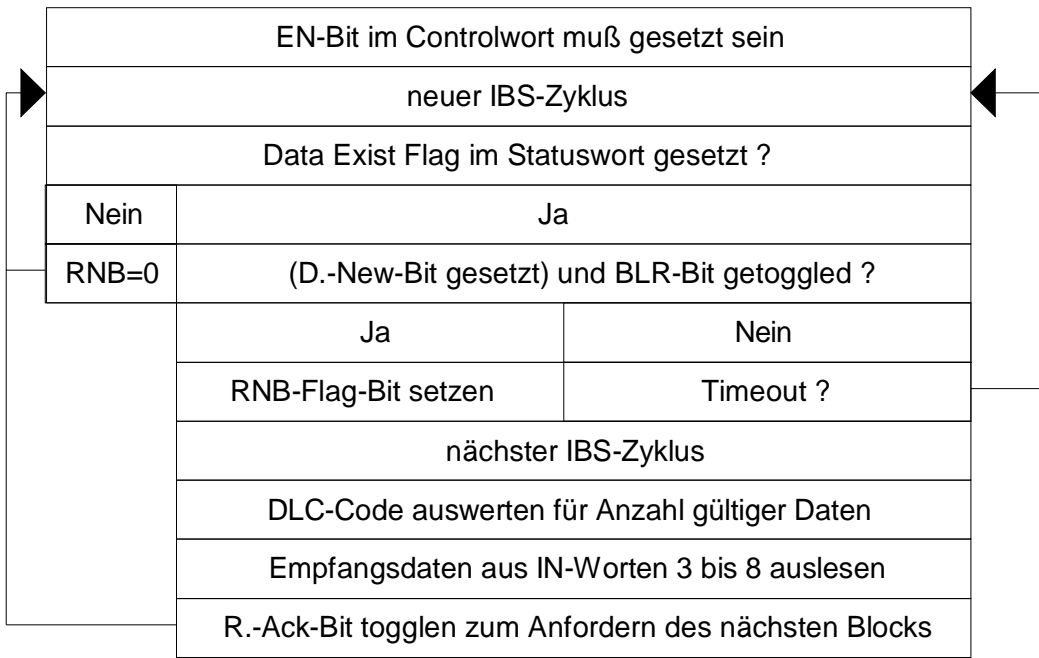 EN-Bit im Controlwort muß gesetzt sein
neuer IBS-Zyklus
Data Exist Flag im Statuswort gesetzt ?
Nein
Ja
RNB=0
(D.-New-Bit gesetzt) und BLR-Bit getoggled ?
Ja
Nein
RNB-Flag-Bit setzen
Timeout ?
nächster IBS-Zyklus
DLC-Code auswerten für Anzahl gültiger Daten
Empfangsdaten aus IN-Worten 3 bis 8 auslesen
R.-Ack-Bit togglen zum Anfordern des nächsten Blocks